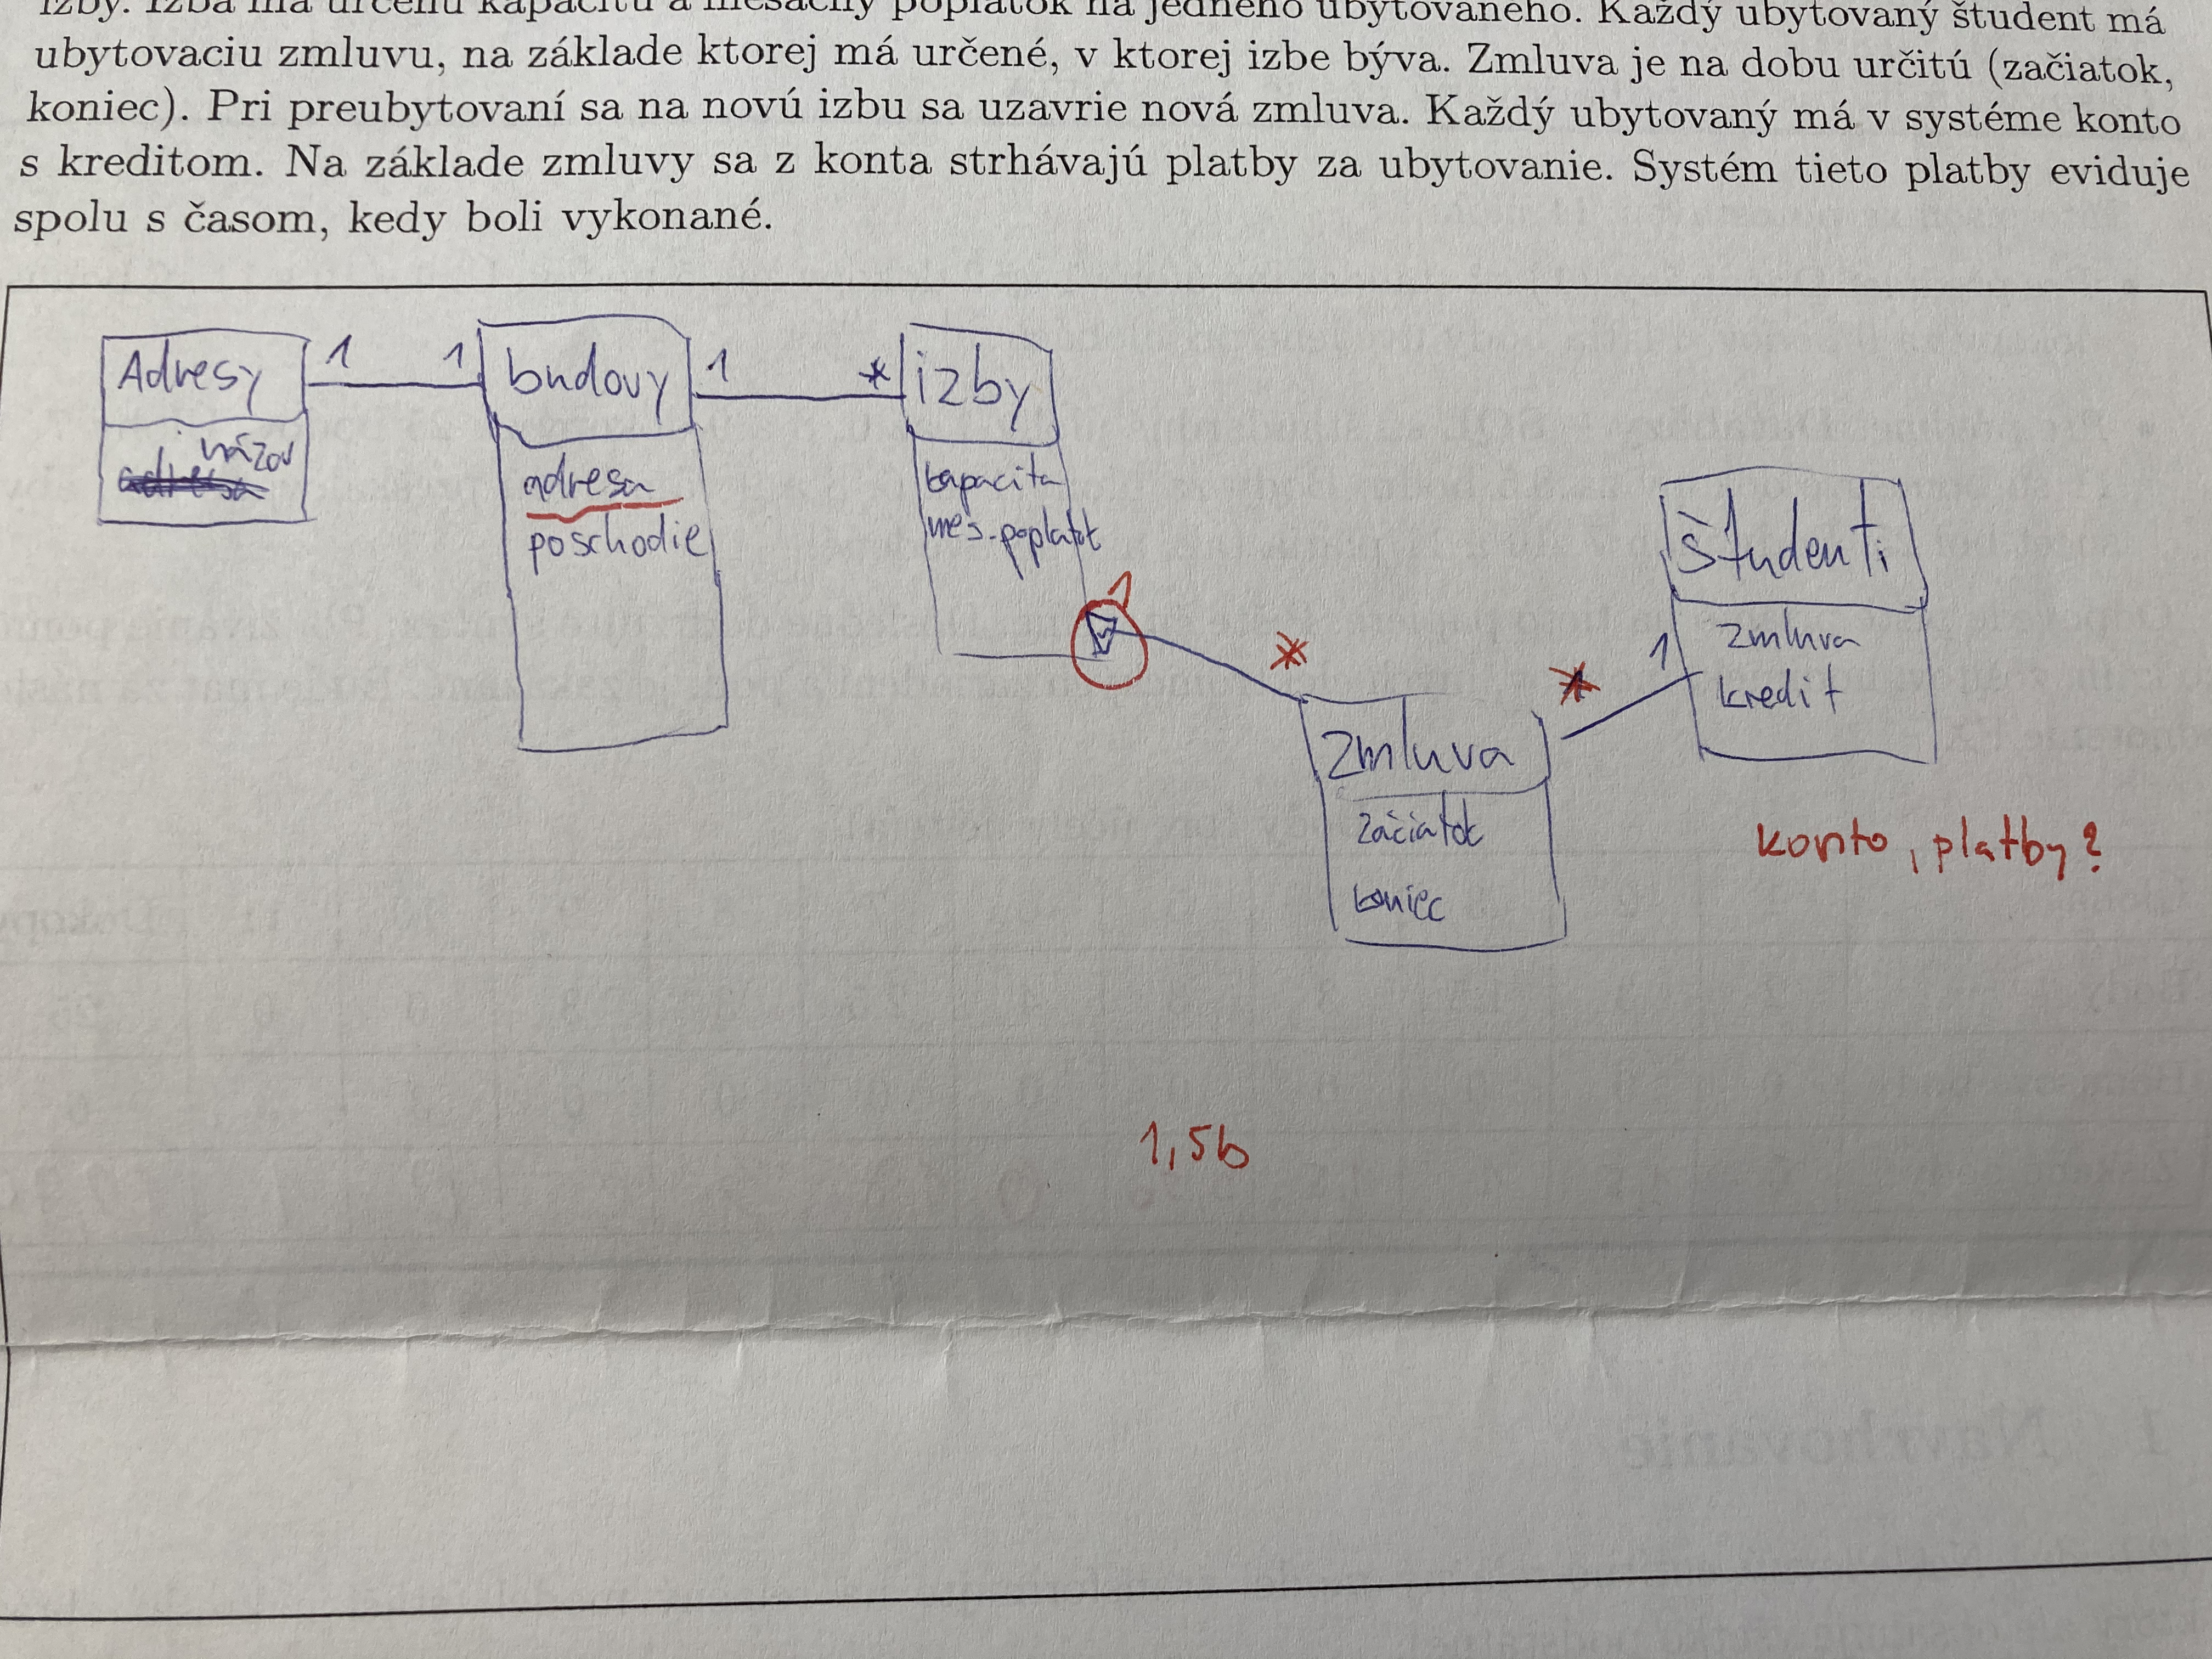 izby. Izba má určenú kapacitu a mesačný poplatok na jedného ubytovaného. Každý ubytovaný študent má
ubytovaciu zmluvu, na základe ktorej má určené, v ktorej izbe býva. Zmluva je na dobu určitú (začiatok,
koniec). Pri preubytovaní sa na novú izbu sa uzavrie nová zmluva. Každý ubytovaný má v systéme konto
s kreditom. Na základe zmluvy sa z konta strhávajú platby za ubytovanie. Systém tieto platby eviduje
spolu s časom, kedy boli vykonané.
Adresy
názov
1
1
budovy
adresa
poschodie
1
*
izby
kapacita
mes. poplatok
1
*
Zmluva
začiatok
koniec
*
1
študenti
zmluva
kredit
konto, platby?
1,5b